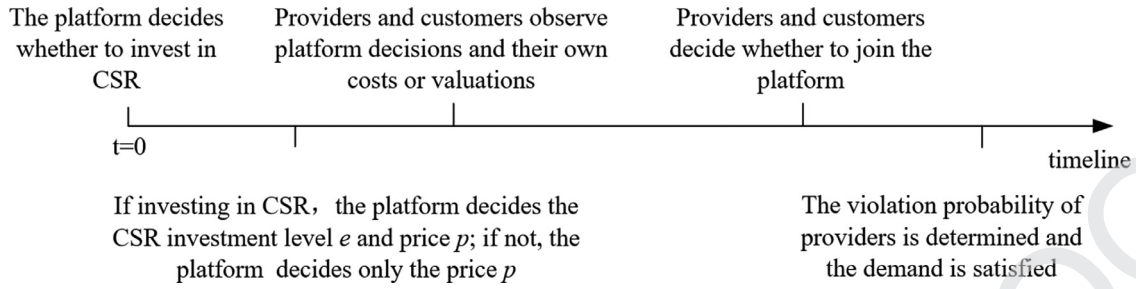 The platform decides
whether to invest in
CSR
Providers and customers observe
platform decisions and their own
costs or valuations
Providers and customers
decide whether to join the
platform
t=0
timeline
If investing in CSR，the platform decides the
CSR investment level e and price p; if not, the
platform decides only the price p
The violation probability of
providers is determined and
the demand is satisfied